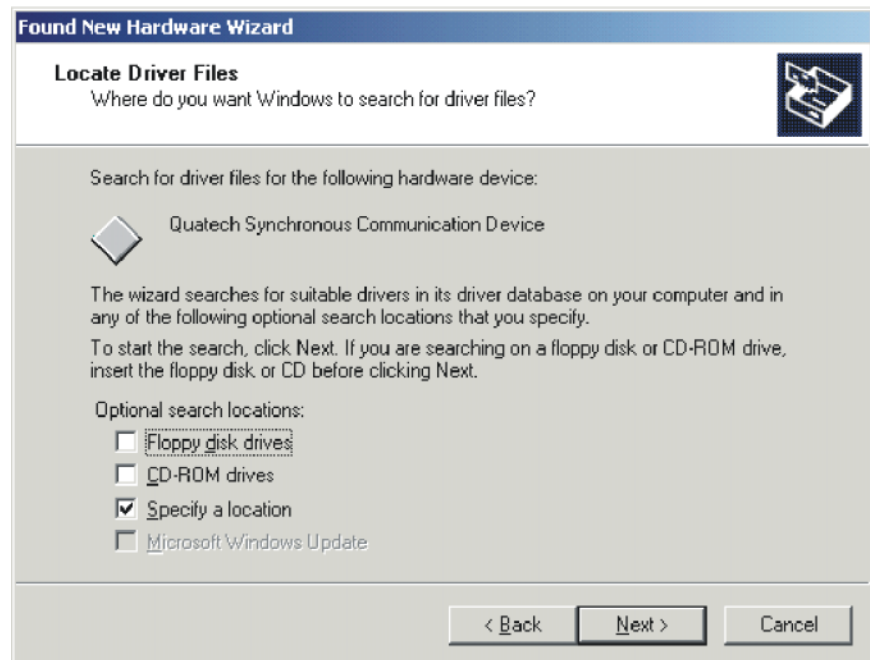 Found New Hardware Wizard
Locate Driver Files
Where do you want Windows to search for driver files?
Search for driver files for the following hardware device:
Quatech Synchronous Communication Device
The wizard searches for suitable drivers in its driver database on your computer and in
any of the following optional search locations that you specify.
To start the search, click Next. If you are searching on a floppy disk or CD-ROM drive,
insert the floppy disk or CD before clicking Next.
Optional search locations:
Floppy disk drives
CD-ROM drives
Specify a location
Microsoft Windows Update
< Back Next > Cancel